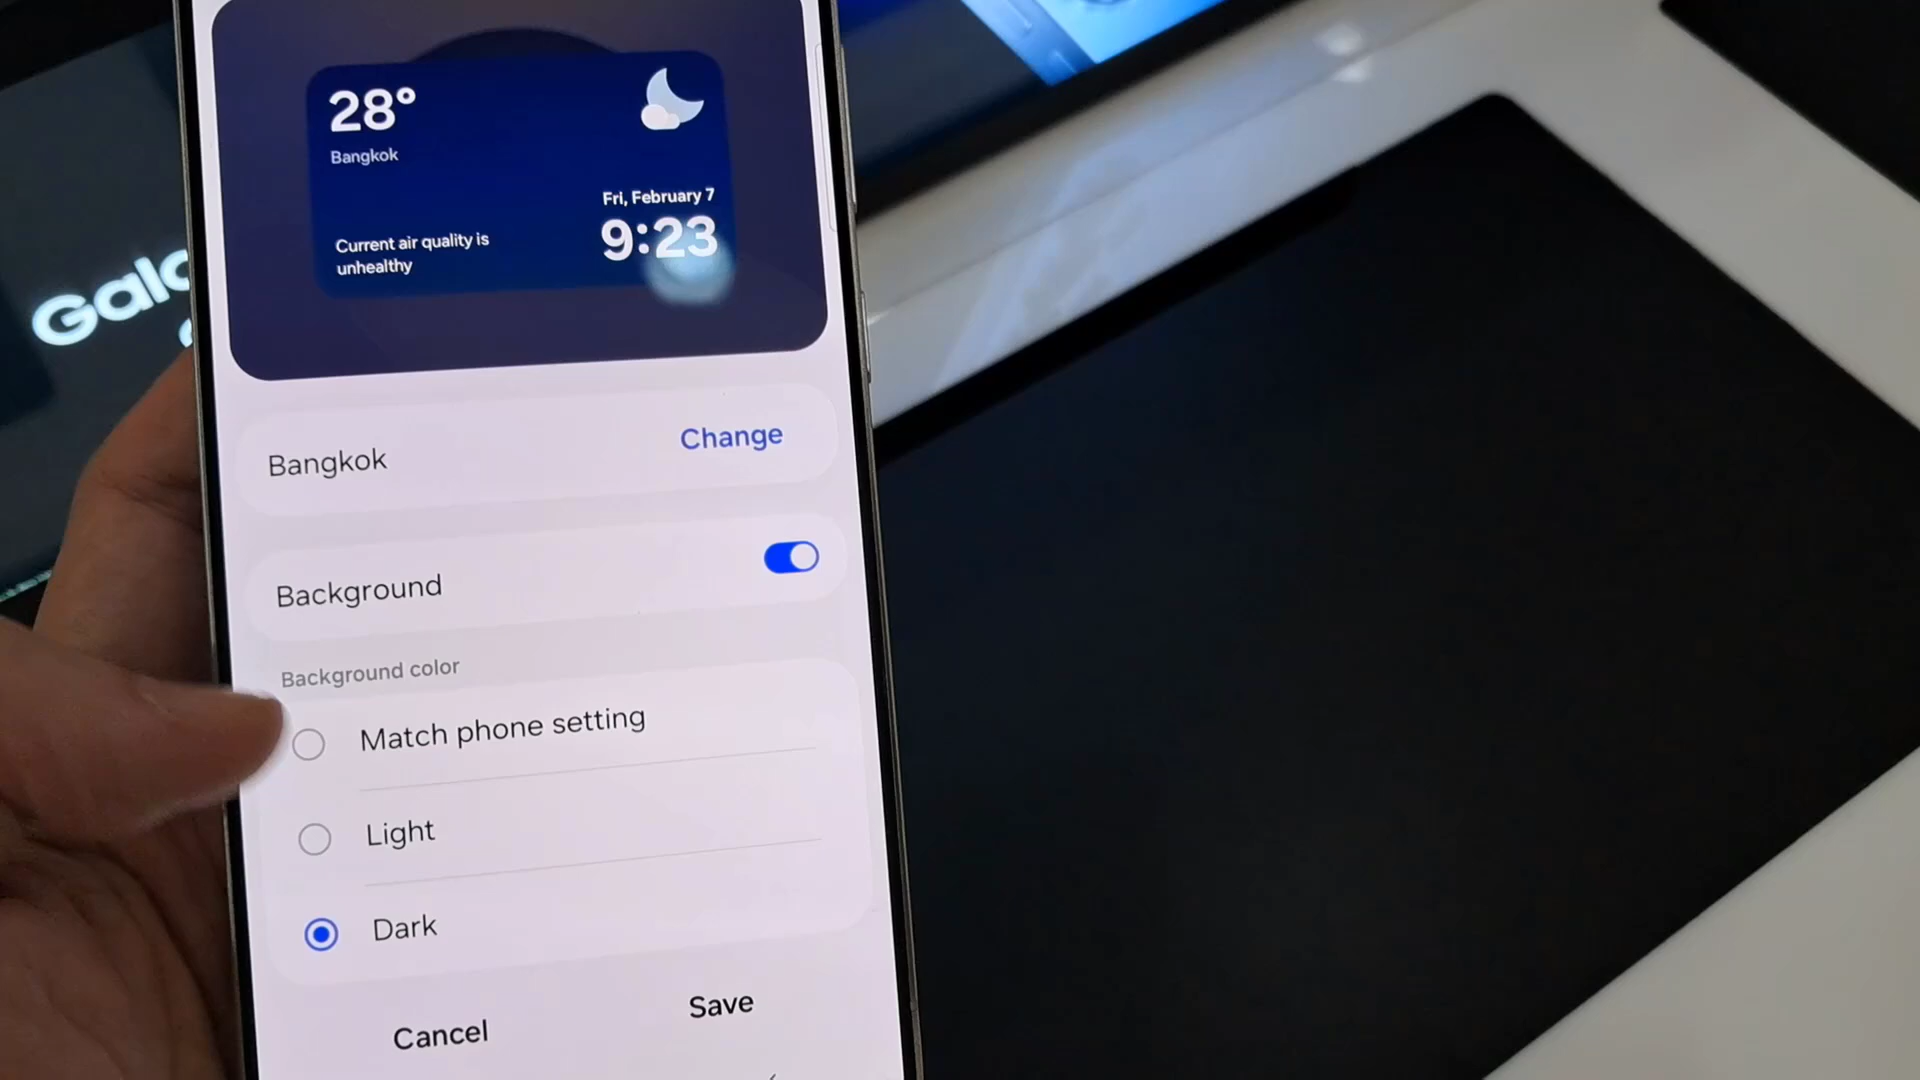 28°
Bangkok
Fri, February 7
9:23
Current air quality is
unhealthy
Bangkok
Change
Background
Background color
Match phone setting
Light
Dark
Cancel
Save